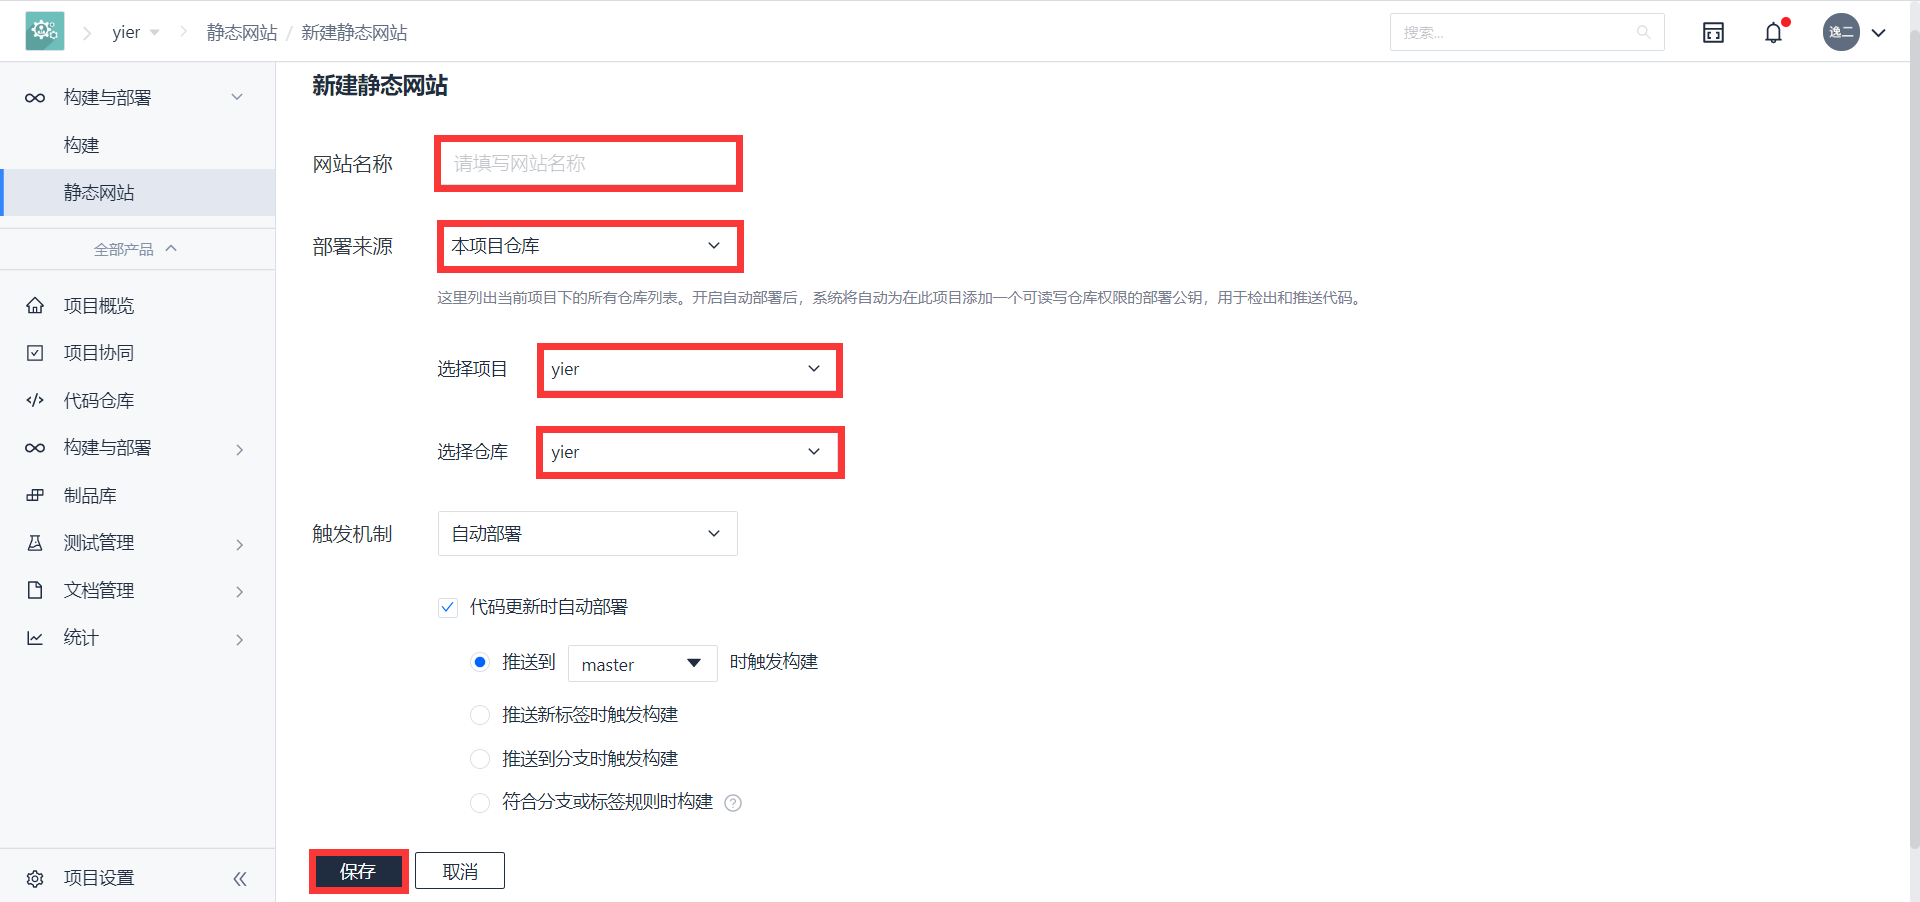 yier
静态网站 / 新建静态网站
搜索...
逸二
构建与部署
构建
静态网站
全部产品
项目概览
项目协同
代码仓库
构建与部署
制品库
测试管理
文档管理
统计
项目设置
新建静态网站
网站名称
请填写网站名称
部署来源
本项目仓库
这里列出当前项目下的所有仓库列表。开启自动部署后，系统将自动为在此项目添加一个可读写仓库权限的部署公钥，用于检出和推送代码。
选择项目
yier
选择仓库
yier
触发机制
自动部署
代码更新时自动部署
推送到 master 时触发构建
推送新标签时触发构建
推送到分支时触发构建
符合分支或标签规则时构建 ?
保存
取消